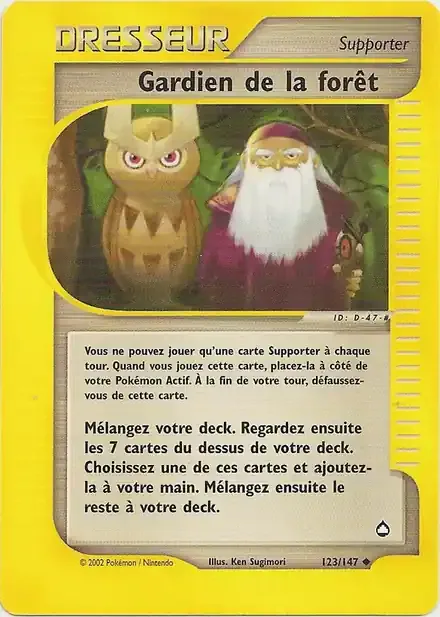 DRESSEUR
Supporter
Gardien de la forêt
ID: D-47-#
Vous ne pouvez jouer qu'une carte Supporter à chaque
tour. Quand vous jouez cette carte, placez-la à côté de
votre Pokémon Actif. À la fin de votre tour, défaussez-
vous de cette carte.
Mélangez votre deck. Regardez ensuite
les 7 cartes du dessus de votre deck.
Choisissez une de ces cartes et ajoutez-
la à votre main. Mélangez ensuite le
reste à votre deck.
© 2002 Pokémon / Nintendo
Illus. Ken Sugimori
123/147 ◆